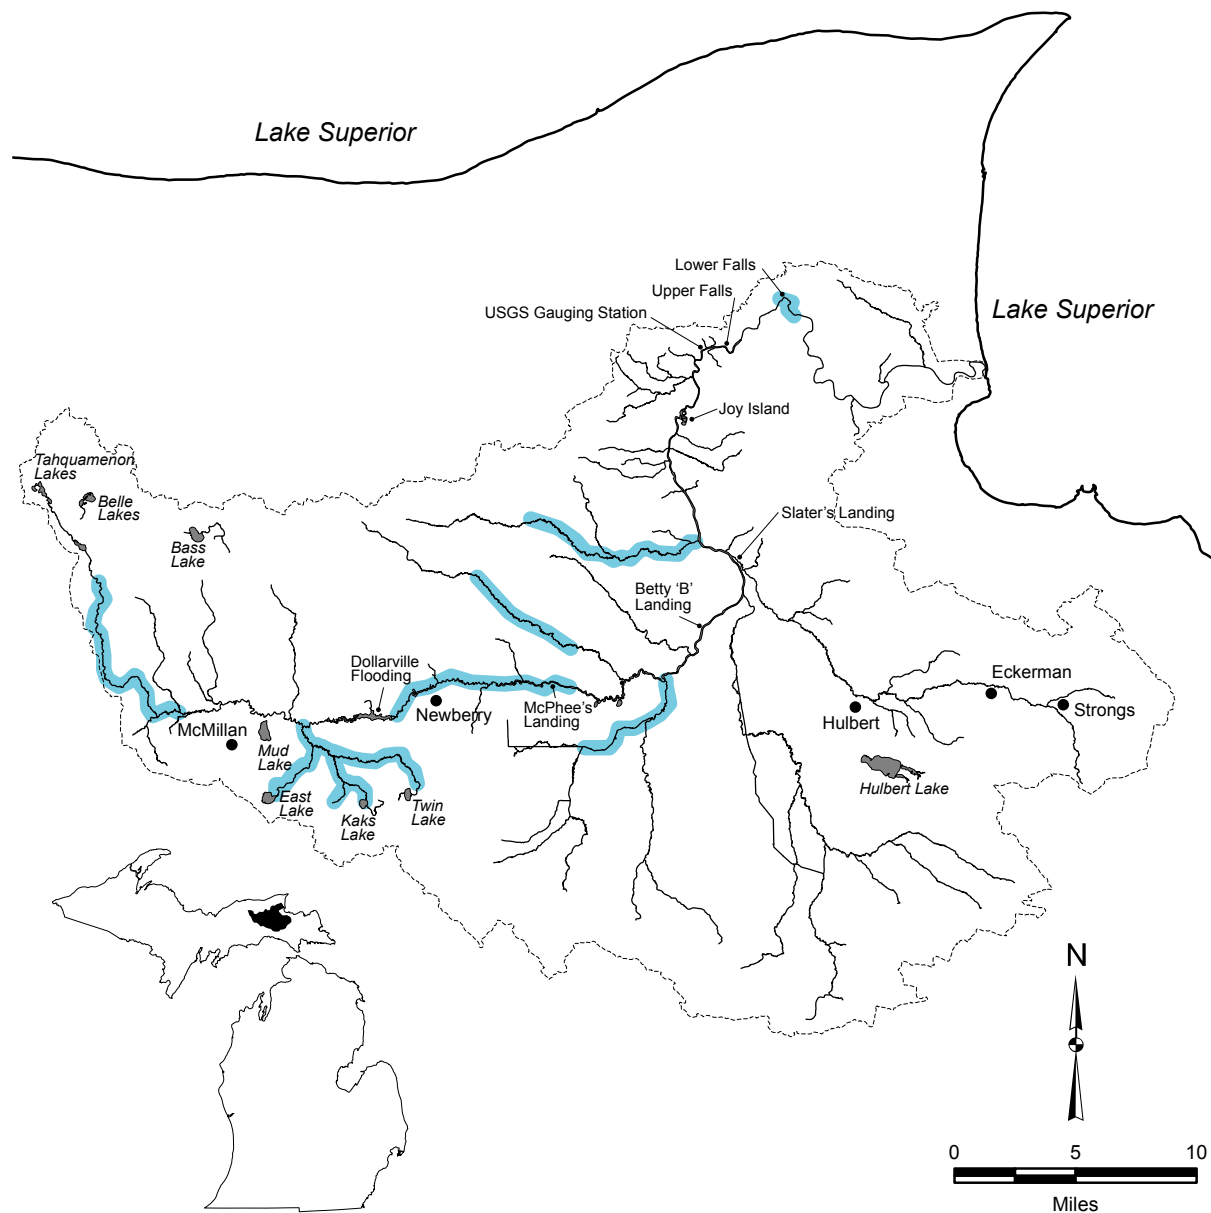 Lake Superior
Lower Falls
Upper Falls
USGS Gauging Station
Lake Superior
Joy Island
Tahquamenon
Lakes
Belle
Lakes
Bass
Lake
Slater's Landing
Betty ‘B’
Landing
Dollarville
Flooding
Eckerman
McPhee's
Landing
Newberry
Strongs
Hulbert
McMillan
Mud
Lake
Hulbert Lake
East
Lake
Kaks
Lake
Twin
Lake
N
0 5 10
Miles